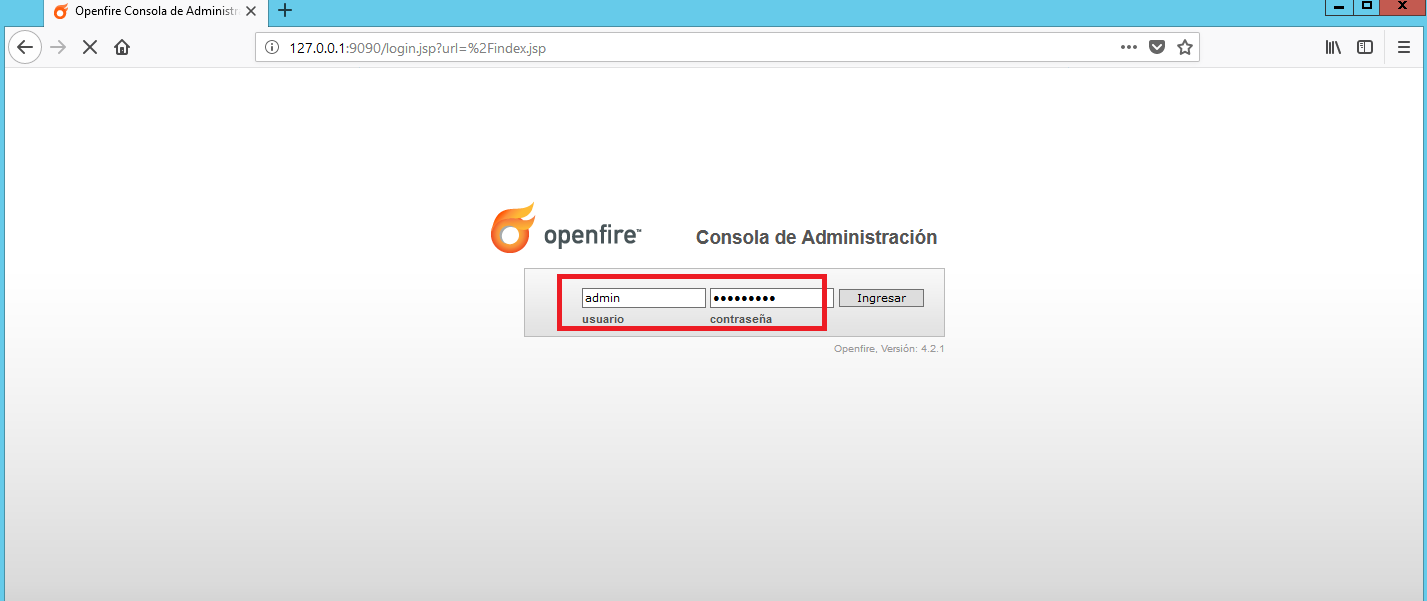 Openfire Consola de Administr
127.0.0.1:9090/login.jsp?url=%2Findex.jsp
openfire™ Consola de Administración
admin ••••••••• Ingresar
usuario contraseña
Openfire, Versión: 4.2.1